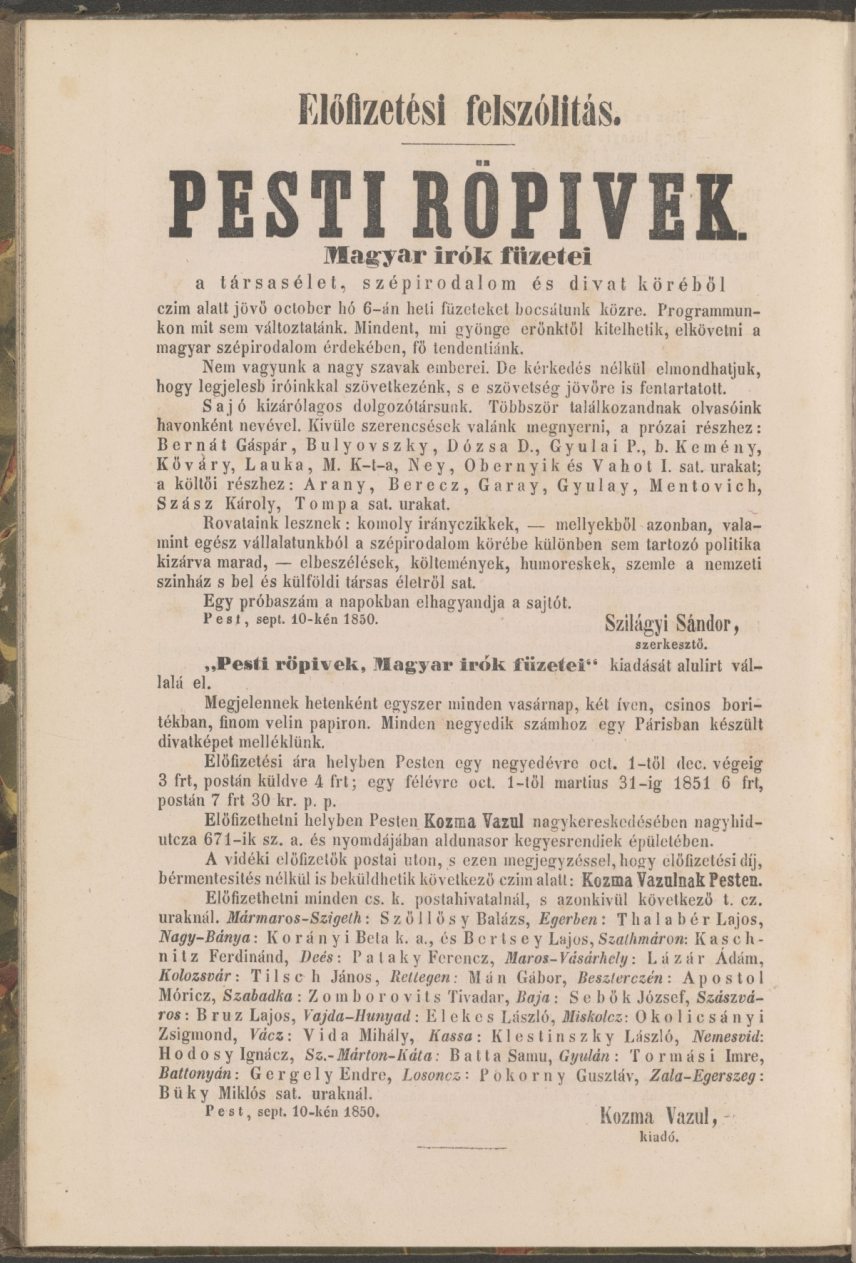 Előfizetési felszólitás.
PESTI RÖPIVEK.
Magyar irók füzetei
a társasélet, szépirodalom és divat köréből
czim alatt jövő october hó 6-án heti füzeteket bocsátunk közre. Programmun-
kon mit sem változtatánk. Mindent, mi gyönge erőnktől kitelhetik, elkövetni a
magyar szépirodalom érdekében, fő tendentiánk.
Nem vagyunk a nagy szavak emberei. De kérkedés nélkül elmondhatjuk,
hogy legjelesb iróinkkal szövetkezénk, s e szövetség jövőre is fentartatott.
Sajó kizárólagos dolgozótársunk. Többször találkozandnak olvasóink
havonként nevével. Kivüle szerencsések valánk megnyerni, a prózai részhez:
Bernát Gáspár, Bulyovszky, Dózsa D., Gyulai P., b. Kemény,
Kőváry, Lauka, M. K-t-a, Ney, Obernyik és Vahot I. sat. urakat;
a költői részhez: Arany, Berecz, Garay, Gyulay, Mentovich,
Szász Károly, Tompa sat. urakat.
Rovataink lesznek: komoly irányczikkek, — mellyekből azonban, vala-
mint egész vállalatunkból a szépirodalom körébe különben sem tartozó politika
kizárva marad, — elbeszélések, költemények, humoreskek, szemle a nemzeti
szinház s bel és külföldi társas életről sat.
Egy próbaszám a napokban elhagyandja a sajtót.
Pest, sept. 10-kén 1850.
Szilágyi Sándor,
szerkesztő.
„Pesti röpivek, Magyar irók füzetei“ kiadását alulirt vál-
lalá el.
Megjelennek hetenként egyszer minden vasárnap, két íven, csinos bori-
tékban, finom velin papiron. Minden negyedik számhoz egy Párisban készült
divatképet melléklünk.
Előfizetési ára helyben Pesten egy negyedévre oct. 1-től dec. végeig
3 frt, postán küldve 4 frt; egy félévre oct. 1-től martius 31-ig 1851 6 frt,
postán 7 frt 30 kr. p. p.
Előfizethetni helyben Pesten Kozma Vazul nagykereskedésében nagyhid-
utcza 671-ik sz. a. és nyomdájában aldunasor kegyesrendiek épületében.
A vidéki előfizetők postai uton, s ezen megjegyzéssel, hogy előfizetési díj,
bérmentesités nélkül is beküldhetik következő czim alatt: Kozma Vazulnak Pesten.
Előfizethetni minden cs. k. postahivatalnál, s azonkivül következő t. cz.
uraknál. Mármaros-Szigeth: Szőllősy Balázs, Egerben: Thalabér Lajos,
Nagy-Bánya: Korányi Beta k. a., és Bertsey Lajos, Szathmáron: Kasch-
nitz Ferdinánd, Deés: Pataky Ferencz, Maros-Vásárhely: Lázár Ádám,
Kolozsvár: Tilsch János, Rettegen: Mán Gábor, Beszterczén: Apostol
Móricz, Szabadka: Zomborovits Tivadar, Baja: Sebők József, Szászvá-
ros: Bruz Lajos, Vajda-Hunyad: Elekes László, Miskolcz: Okolicsányi
Zsigmond, Vácz: Vida Mihály, Kassa: Klestinszky László, Nemesvid:
Hodosy Ignácz, Sz.-Márton-Káta: Batta Samu, Gyulán: Tormási Imre,
Battonyán: Gergely Endre, Losoncz: Pokorny Gusztáv, Zala-Egerszeg:
Büky Miklós sat. uraknál.
Pest, sept. 10-kén 1850.
Kozma Vazul,
kiadó.